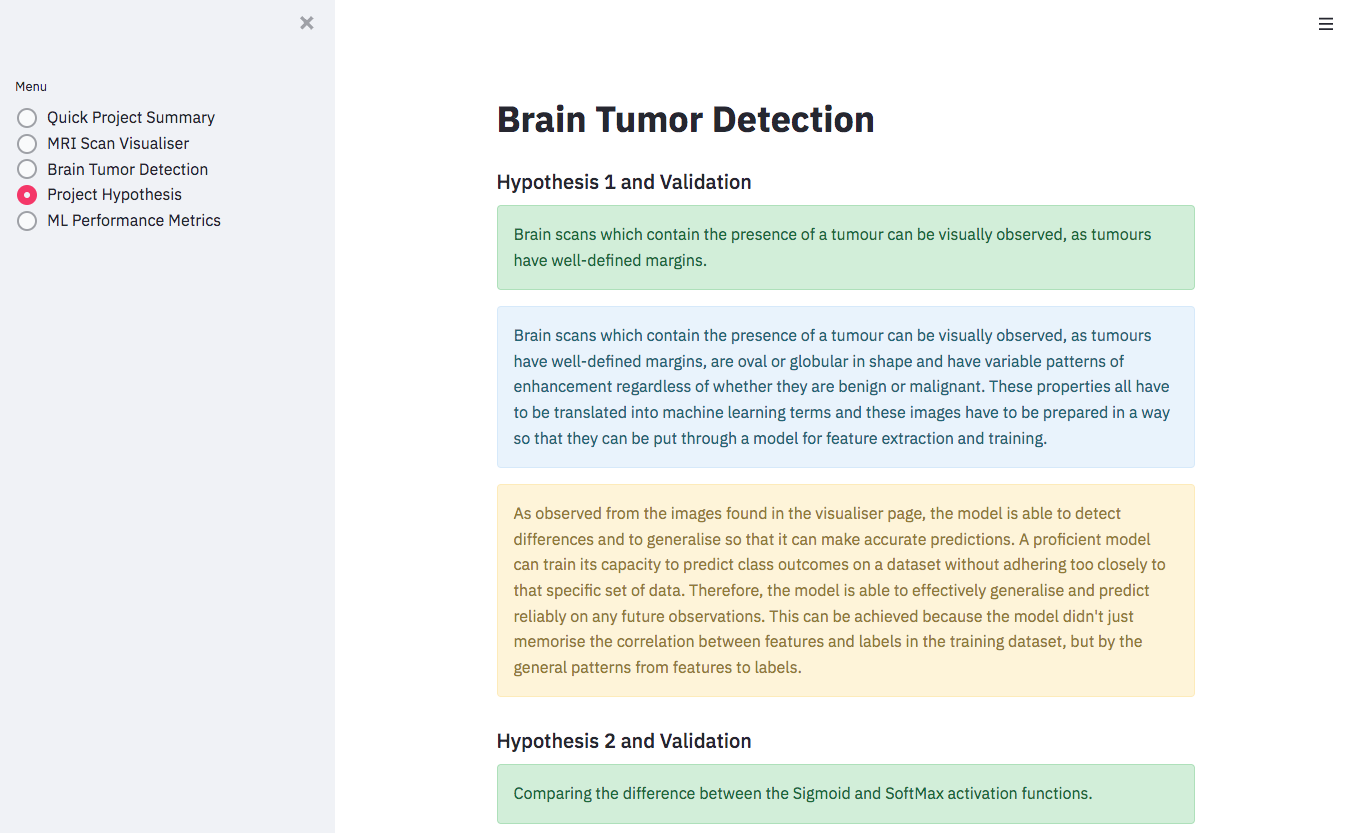 Menu
Quick Project Summary
MRI Scan Visualiser
Brain Tumor Detection
Project Hypothesis
ML Performance Metrics
Brain Tumor Detection
Hypothesis 1 and Validation
Brain scans which contain the presence of a tumour can be visually observed, as tumours
have well-defined margins.
Brain scans which contain the presence of a tumour can be visually observed, as tumours
have well-defined margins, are oval or globular in shape and have variable patterns of
enhancement regardless of whether they are benign or malignant. These properties all have
to be translated into machine learning terms and these images have to be prepared in a way
so that they can be put through a model for feature extraction and training.
As observed from the images found in the visualiser page, the model is able to detect
differences and to generalise so that it can make accurate predictions. A proficient model
can train its capacity to predict class outcomes on a dataset without adhering too closely to
that specific set of data. Therefore, the model is able to effectively generalise and predict
reliably on any future observations. This can be achieved because the model didn't just
memorise the correlation between features and labels in the training dataset, but by the
general patterns from features to labels.
Hypothesis 2 and Validation
Comparing the difference between the Sigmoid and SoftMax activation functions.